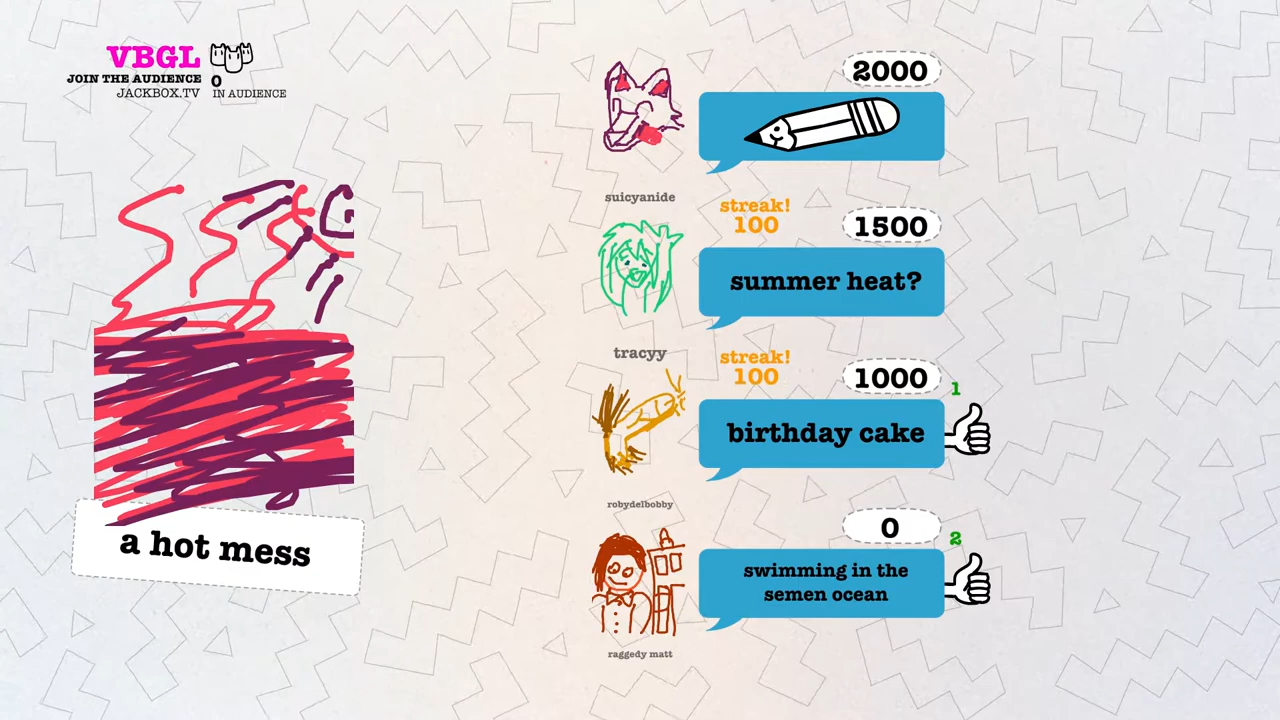 VBGL
JOIN THE AUDIENCE
JACKBOX.TV
0
IN AUDIENCE
a hot mess
2000
suicyanide
streak!
100
1500
summer heat?
tracyy
streak!
100
1000
1
birthday cake
robydelbobby
0
2
swimming in the
semen ocean
raggedy matt